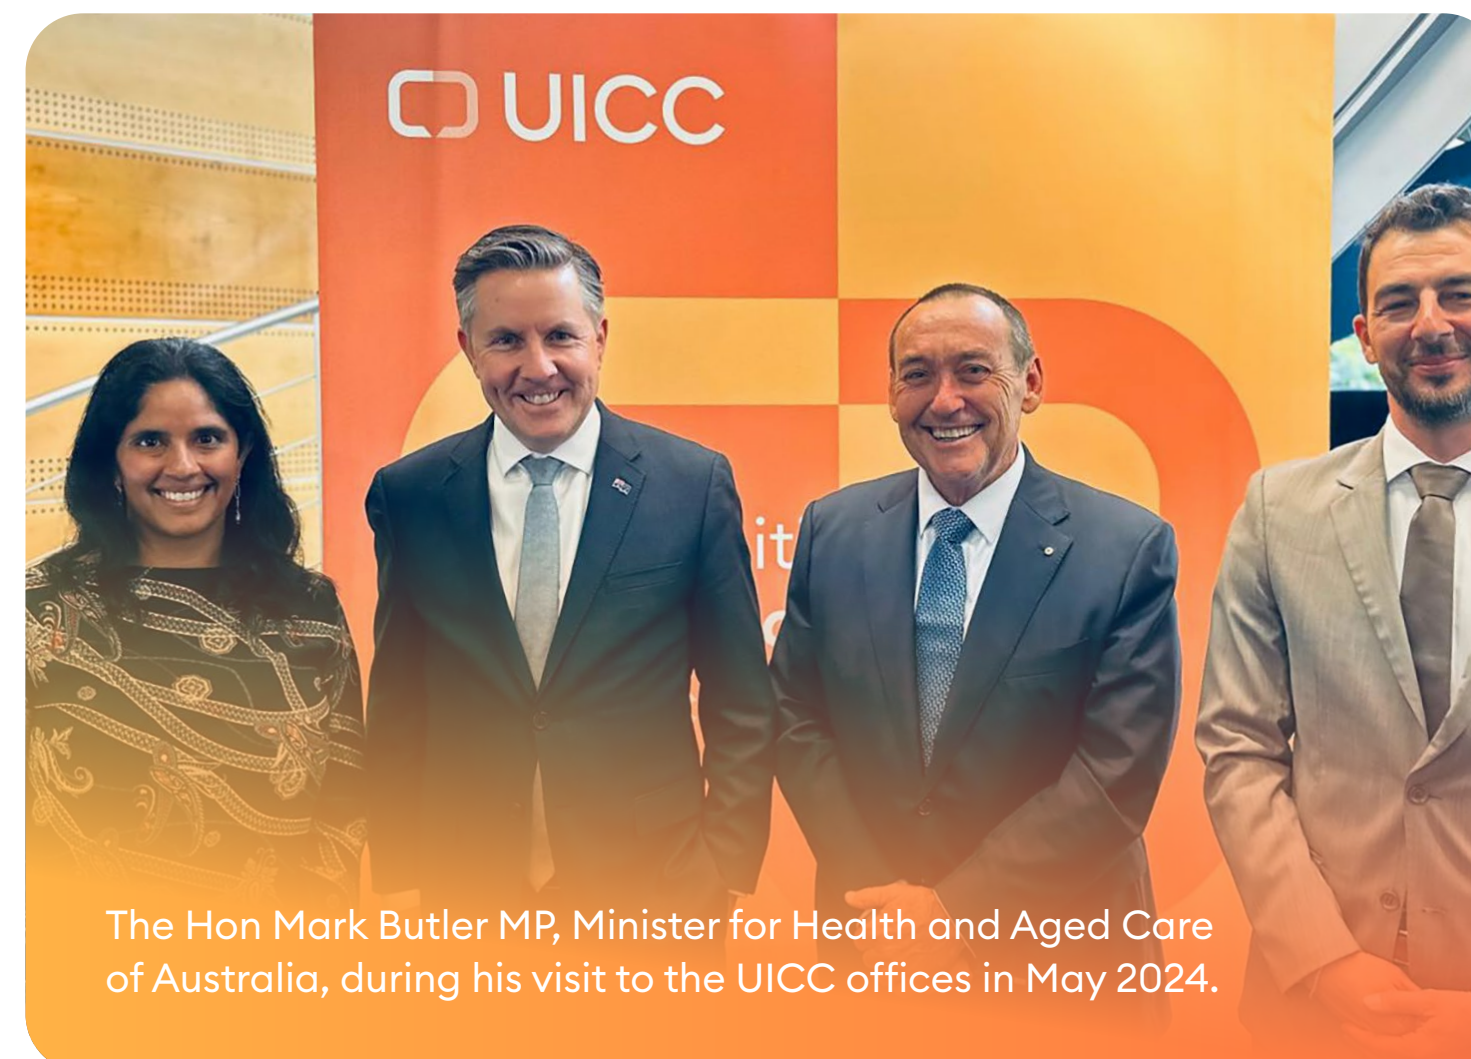 UICC
The Hon Mark Butler MP, Minister for Health and Aged Care
of Australia, during his visit to the UICC offices in May 2024.